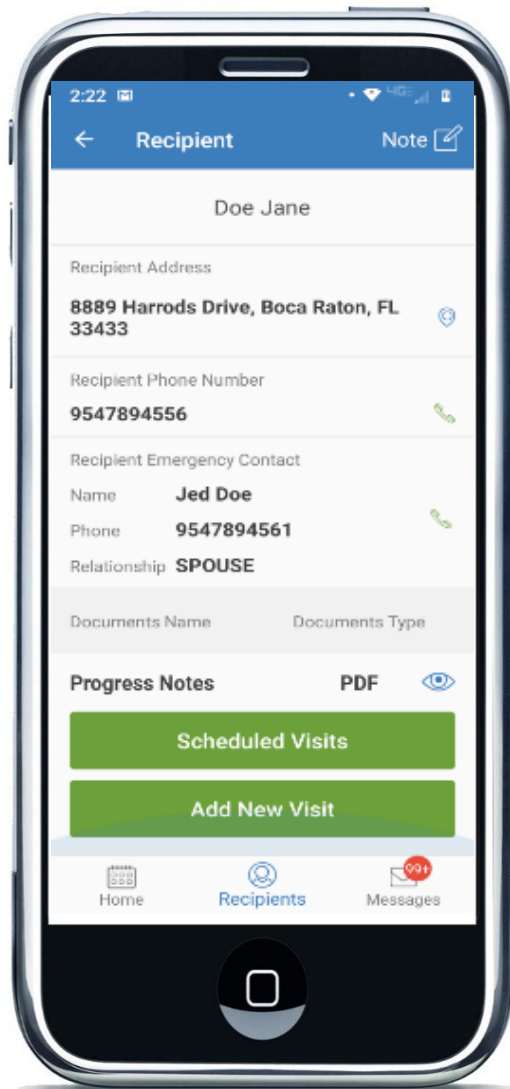 2:22 4GE
Recipient Note
Doe Jane
Recipient Address
8889 Harrods Drive, Boca Raton, FL
33433
Recipient Phone Number
9547894556
Recipient Emergency Contact
Name Jed Doe
Phone 9547894561
Relationship SPOUSE
Documents Name Documents Type
Progress Notes PDF
Scheduled Visits
Add New Visit
99+
Home Recipients Messages